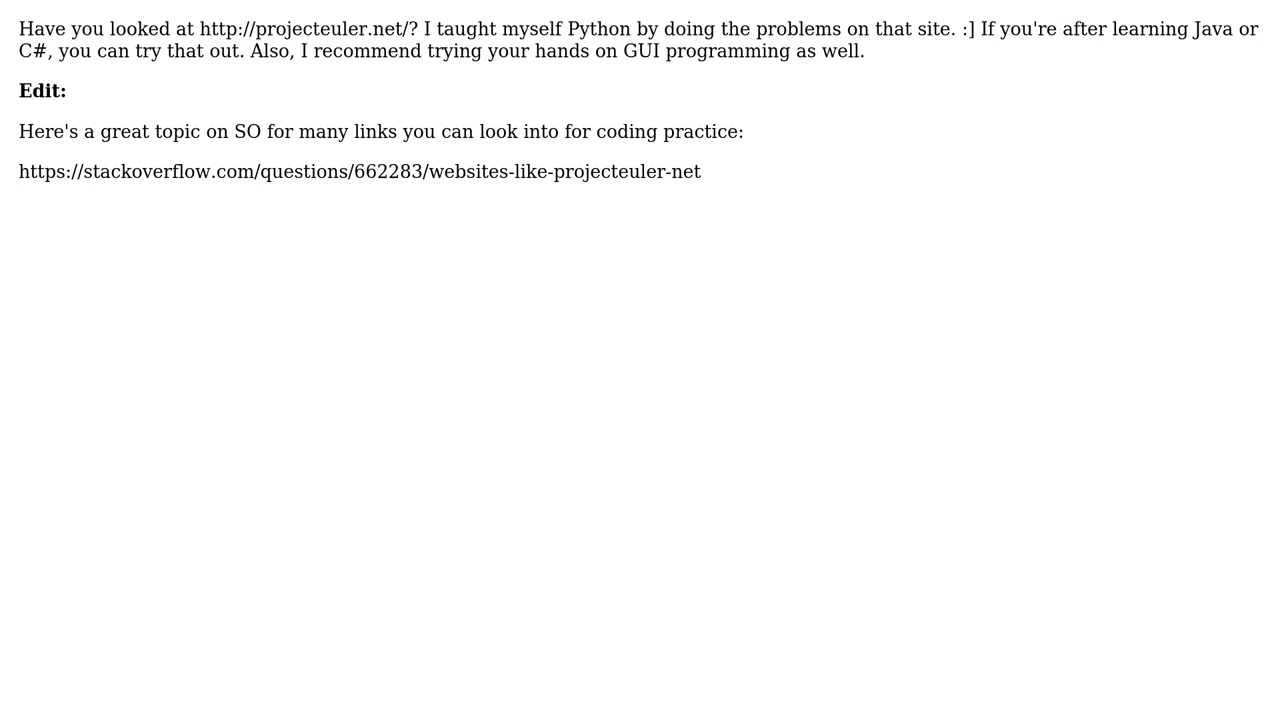 Have you looked at http://projecteuler.net/? I taught myself Python by doing the problems on that site. :] If you're after learning Java or
C#, you can try that out. Also, I recommend trying your hands on GUI programming as well.
Edit:
Here's a great topic on SO for many links you can look into for coding practice:
https://stackoverflow.com/questions/662283/websites-like-projecteuler-net